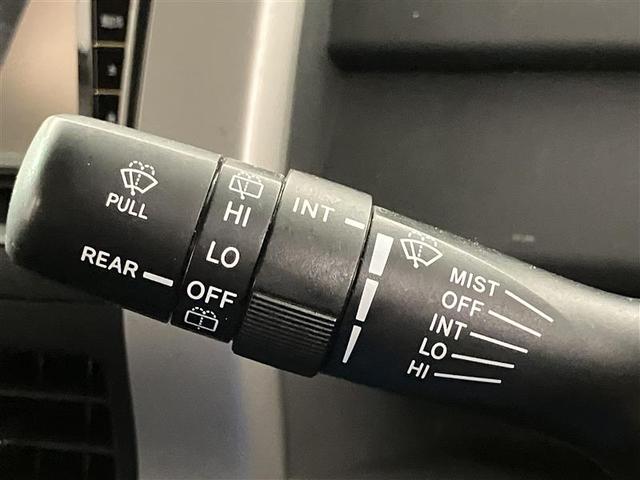 PULL
REAR
HI
LO
OFF
INT
MIST
OFF
INT
LO
HI